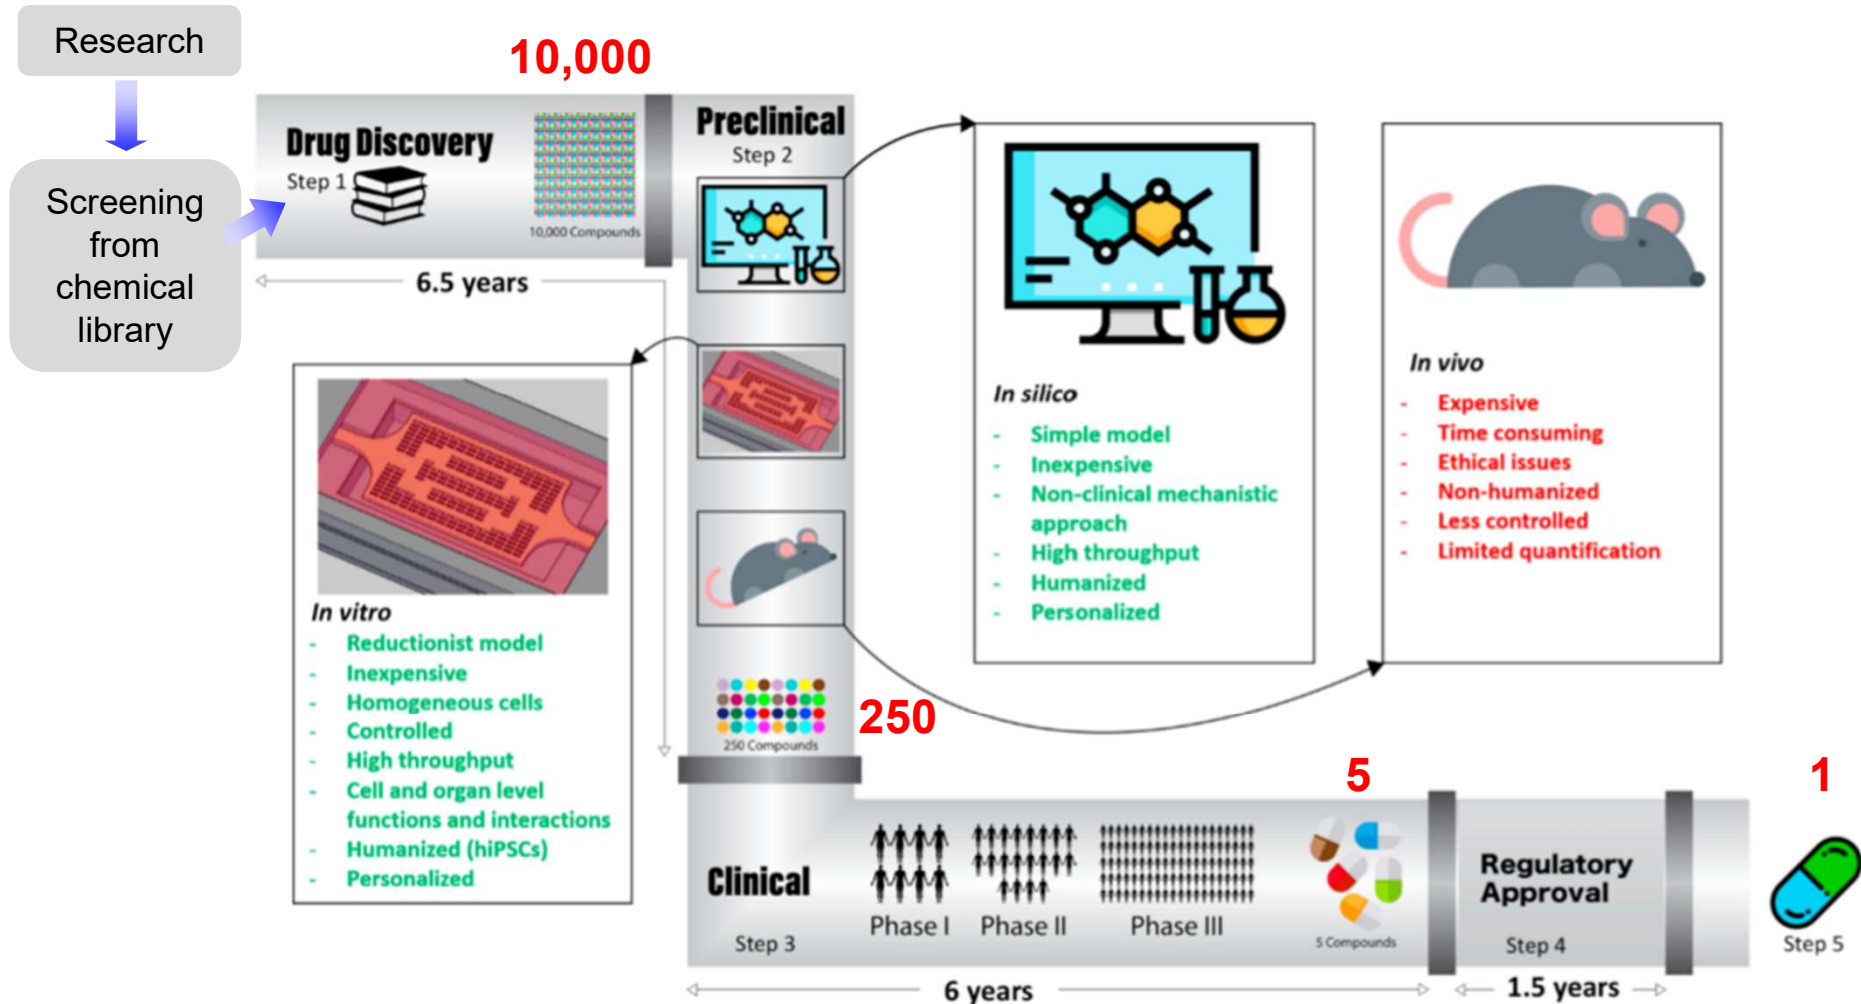 Research
Screening
from
chemical
library
10,000
Drug Discovery
Step 1
10,000 Compounds
6.5 years
Preclinical
Step 2
In vitro
- Reductionist model
- Inexpensive
- Homogeneous cells
- Controlled
- High throughput
- Cell and organ level
functions and interactions
- Humanized (hiPSCs)
- Personalized
In silico
- Simple model
- Inexpensive
- Non-clinical mechanistic
approach
- High throughput
- Humanized
- Personalized
In vivo
- Expensive
- Time consuming
- Ethical issues
- Non-humanized
- Less controlled
- Limited quantification
250
250 Compounds
Clinical
Step 3
Phase I
Phase II
Phase III
5
5 Compounds
6 years
Regulatory
Approval
Step 4
1.5 years
1
Step 5